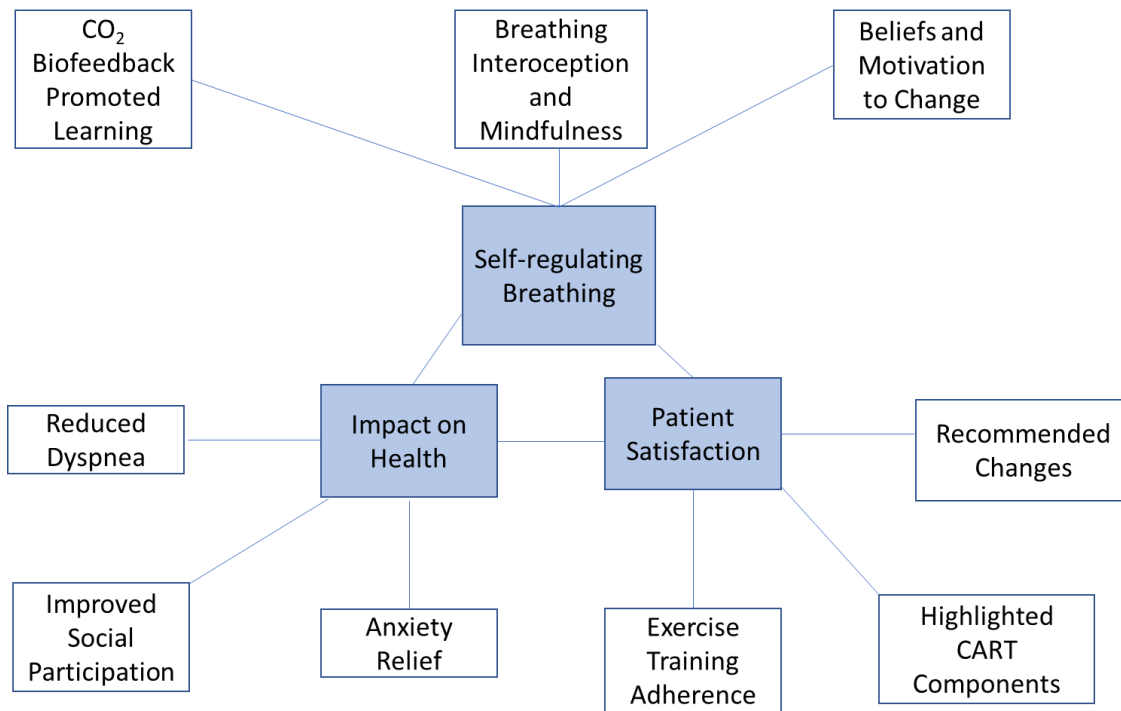 CO₂
Biofeedback
Promoted
Learning
Breathing
Interoception
and
Mindfulness
Beliefs and
Motivation
to Change
Self-regulating
Breathing
Reduced
Dyspnea
Impact on
Health
Patient
Satisfaction
Recommended
Changes
Improved
Social
Participation
Anxiety
Relief
Exercise
Training
Adherence
Highlighted
CART
Components